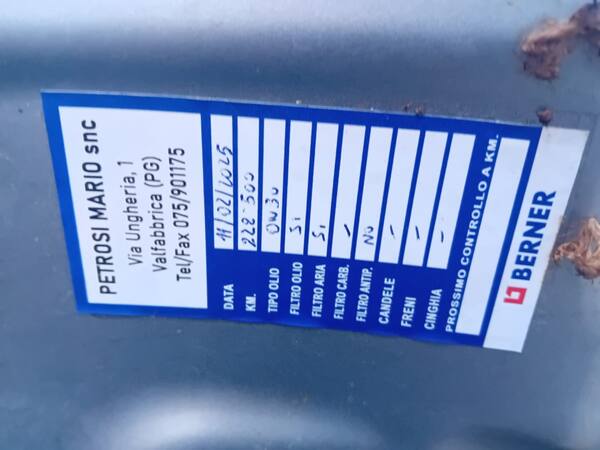 PETROSI MARIO snc
Via Ungheria, 1
Valfabbrica (PG)
Tel/Fax 075/901175
DATA 11/02/2025
KM. 228500
TIPO OLIO 0W30
FILTRO OLIO Si
FILTRO ARIA Si
FILTRO CARB. -
FILTRO ANTIP. No
CANDELE -
FRENI -
CINGHIA -
PROSSIMO CONTROLLO A KM.
BERNER